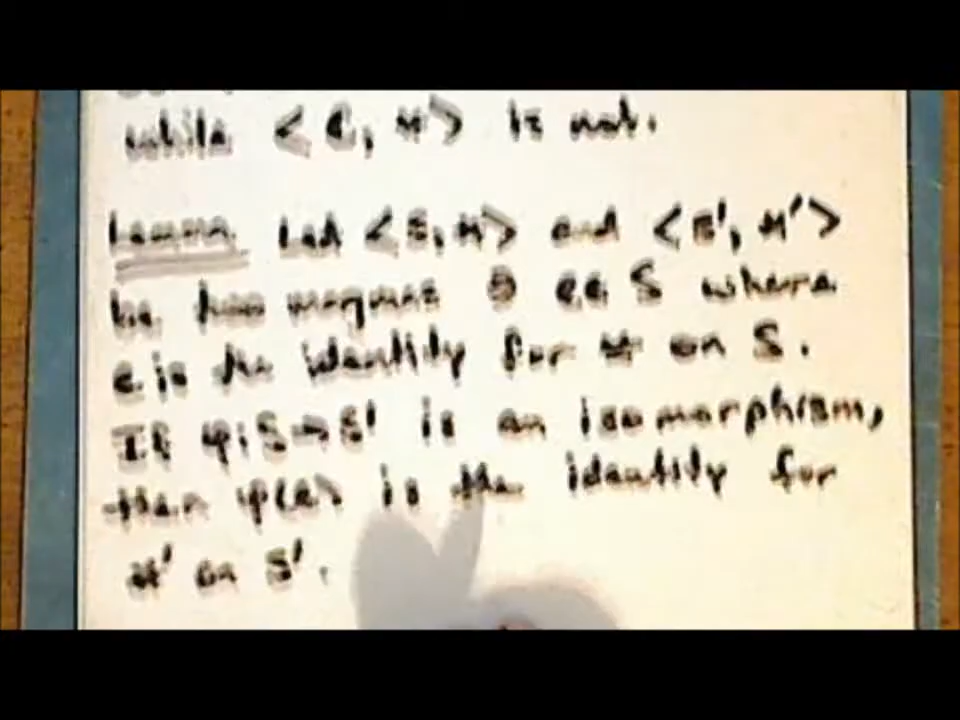 while < C, * > is not.
Lemma. Let < S, * > and < S', *' >
be two magmas ∋ e ∈ S where
e is the identity for * on S.
If φ: S → S' is an isomorphism,
then φ(e) is the identity for
*' on S'.